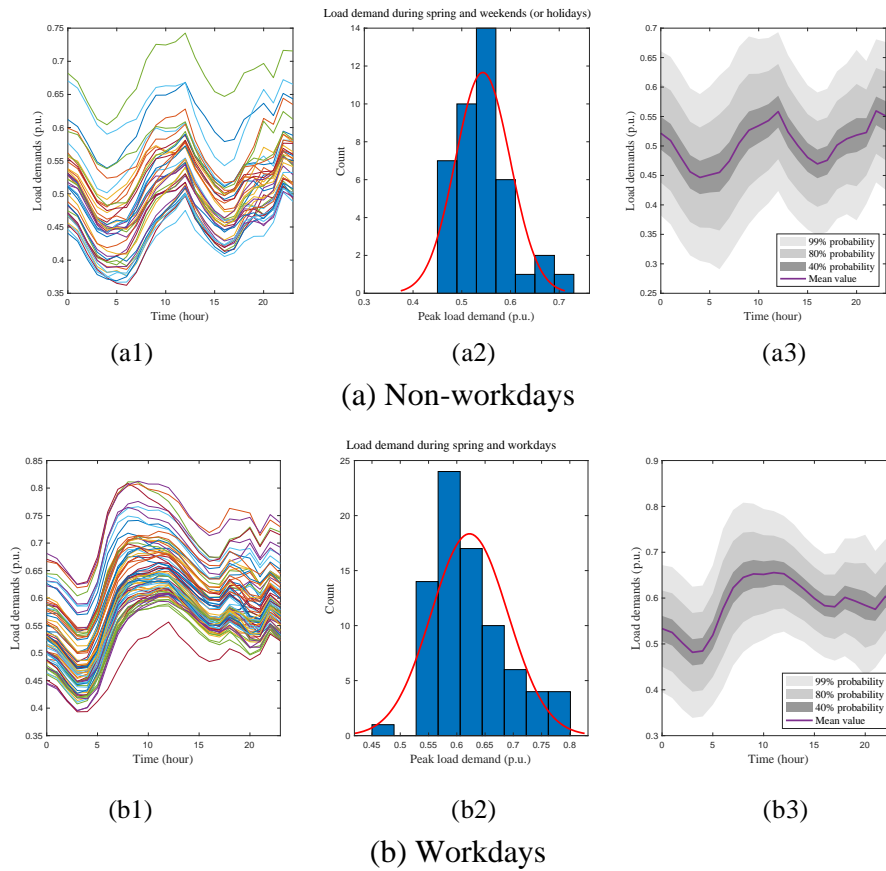 Load demand during spring and weekends (or holidays)
Load demands (p.u.)
0.75
0.7
0.65
0.6
0.55
0.5
0.45
0.4
0.35
0 5 10 15 20
Time (hour)
Count
14
12
10
8
6
4
2
0
0.3 0.4 0.5 0.6 0.7
Peak load demand (p.u.)
Load demands (p.u.)
0.7
0.65
0.6
0.55
0.5
0.45
0.4
0.35
0.3
0.25
0 5 10 15 20
Time (hour)
99% probability
80% probability
40% probability
Mean value
(a1) (a2) (a3)
(a) Non-workdays
Load demand during spring and workdays
Load demands (p.u.)
0.85
0.8
0.75
0.7
0.65
0.6
0.55
0.5
0.45
0.4
0.35
0 5 10 15 20
Time (hour)
Count
25
20
15
10
5
0
0.45 0.5 0.55 0.6 0.65 0.7 0.75 0.8
Peak load demand (p.u.)
Load demands (p.u.)
0.9
0.8
0.7
0.6
0.5
0.4
0.3
0 5 10 15 20
Time (hour)
99% probability
80% probability
40% probability
Mean value
(b1) (b2) (b3)
(b) Workdays